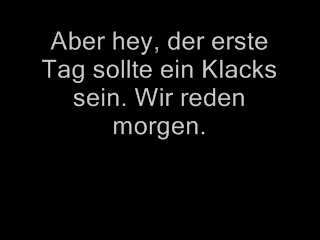 Aber hey, der erste
Tag sollte ein Klacks
sein. Wir reden
morgen.